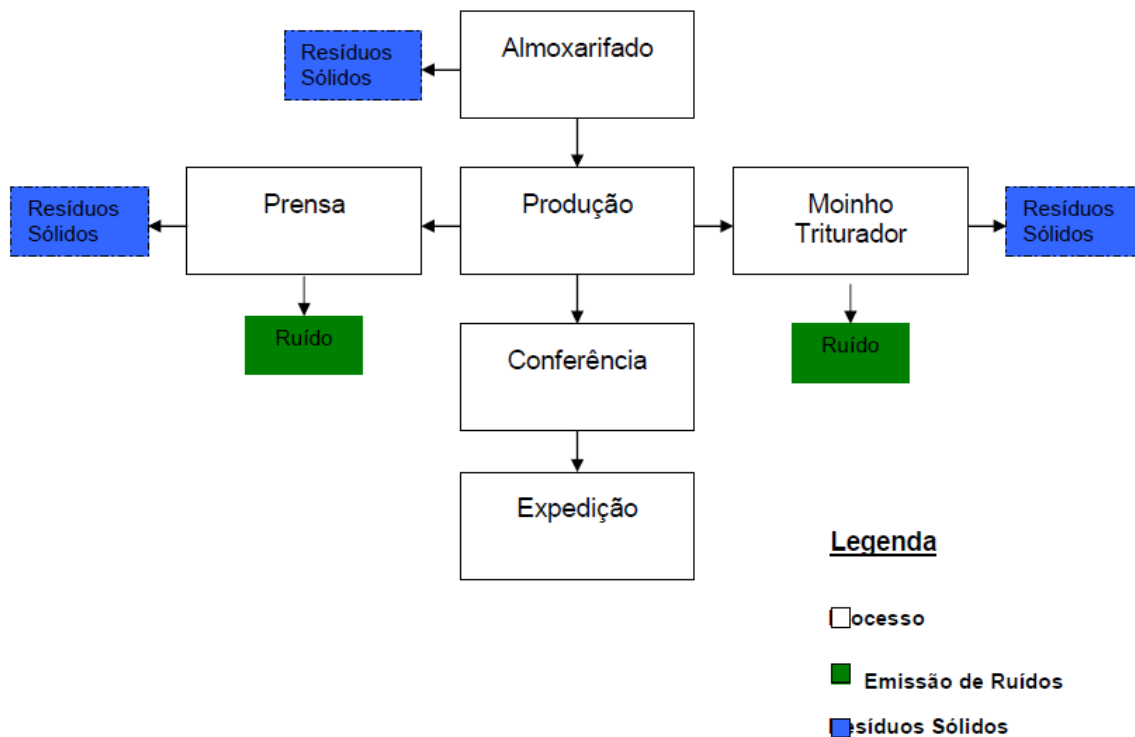 Almoxarifado
Resíduos
Sólidos
Prensa
Produção
Moinho
Triturador
Resíduos
Sólidos
Resíduos
Sólidos
Ruído
Ruído
Conferência
Expedição
Legenda
ocesso
Emissão de Ruídos
esíduos Sólidos